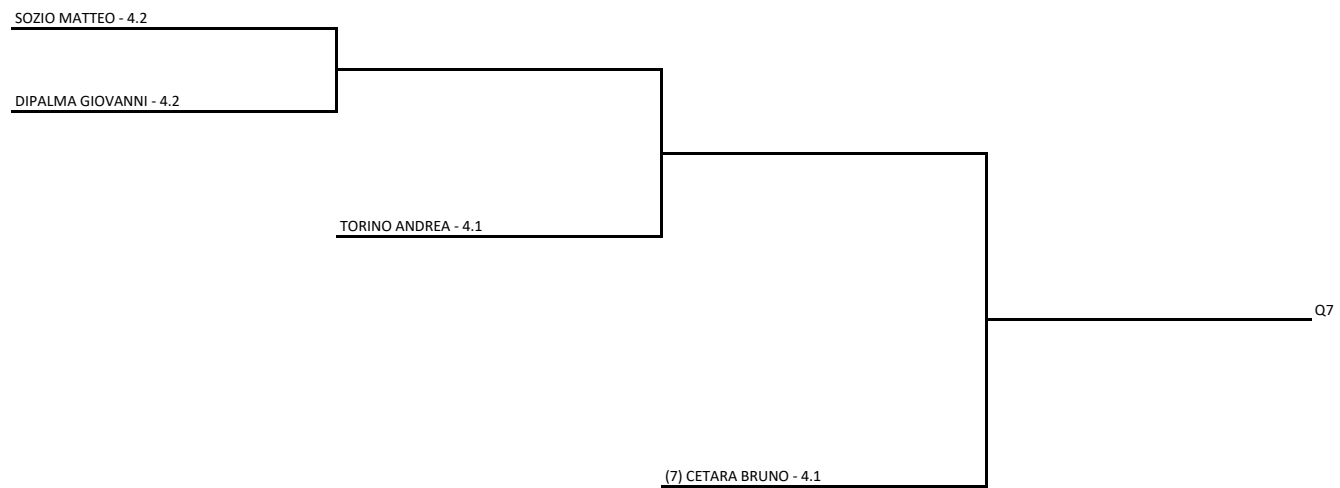 SOZIO MATTEO - 4.2
DIPALMA GIOVANNI - 4.2
TORINO ANDREA - 4.1
Q7
(7) CETARA BRUNO - 4.1